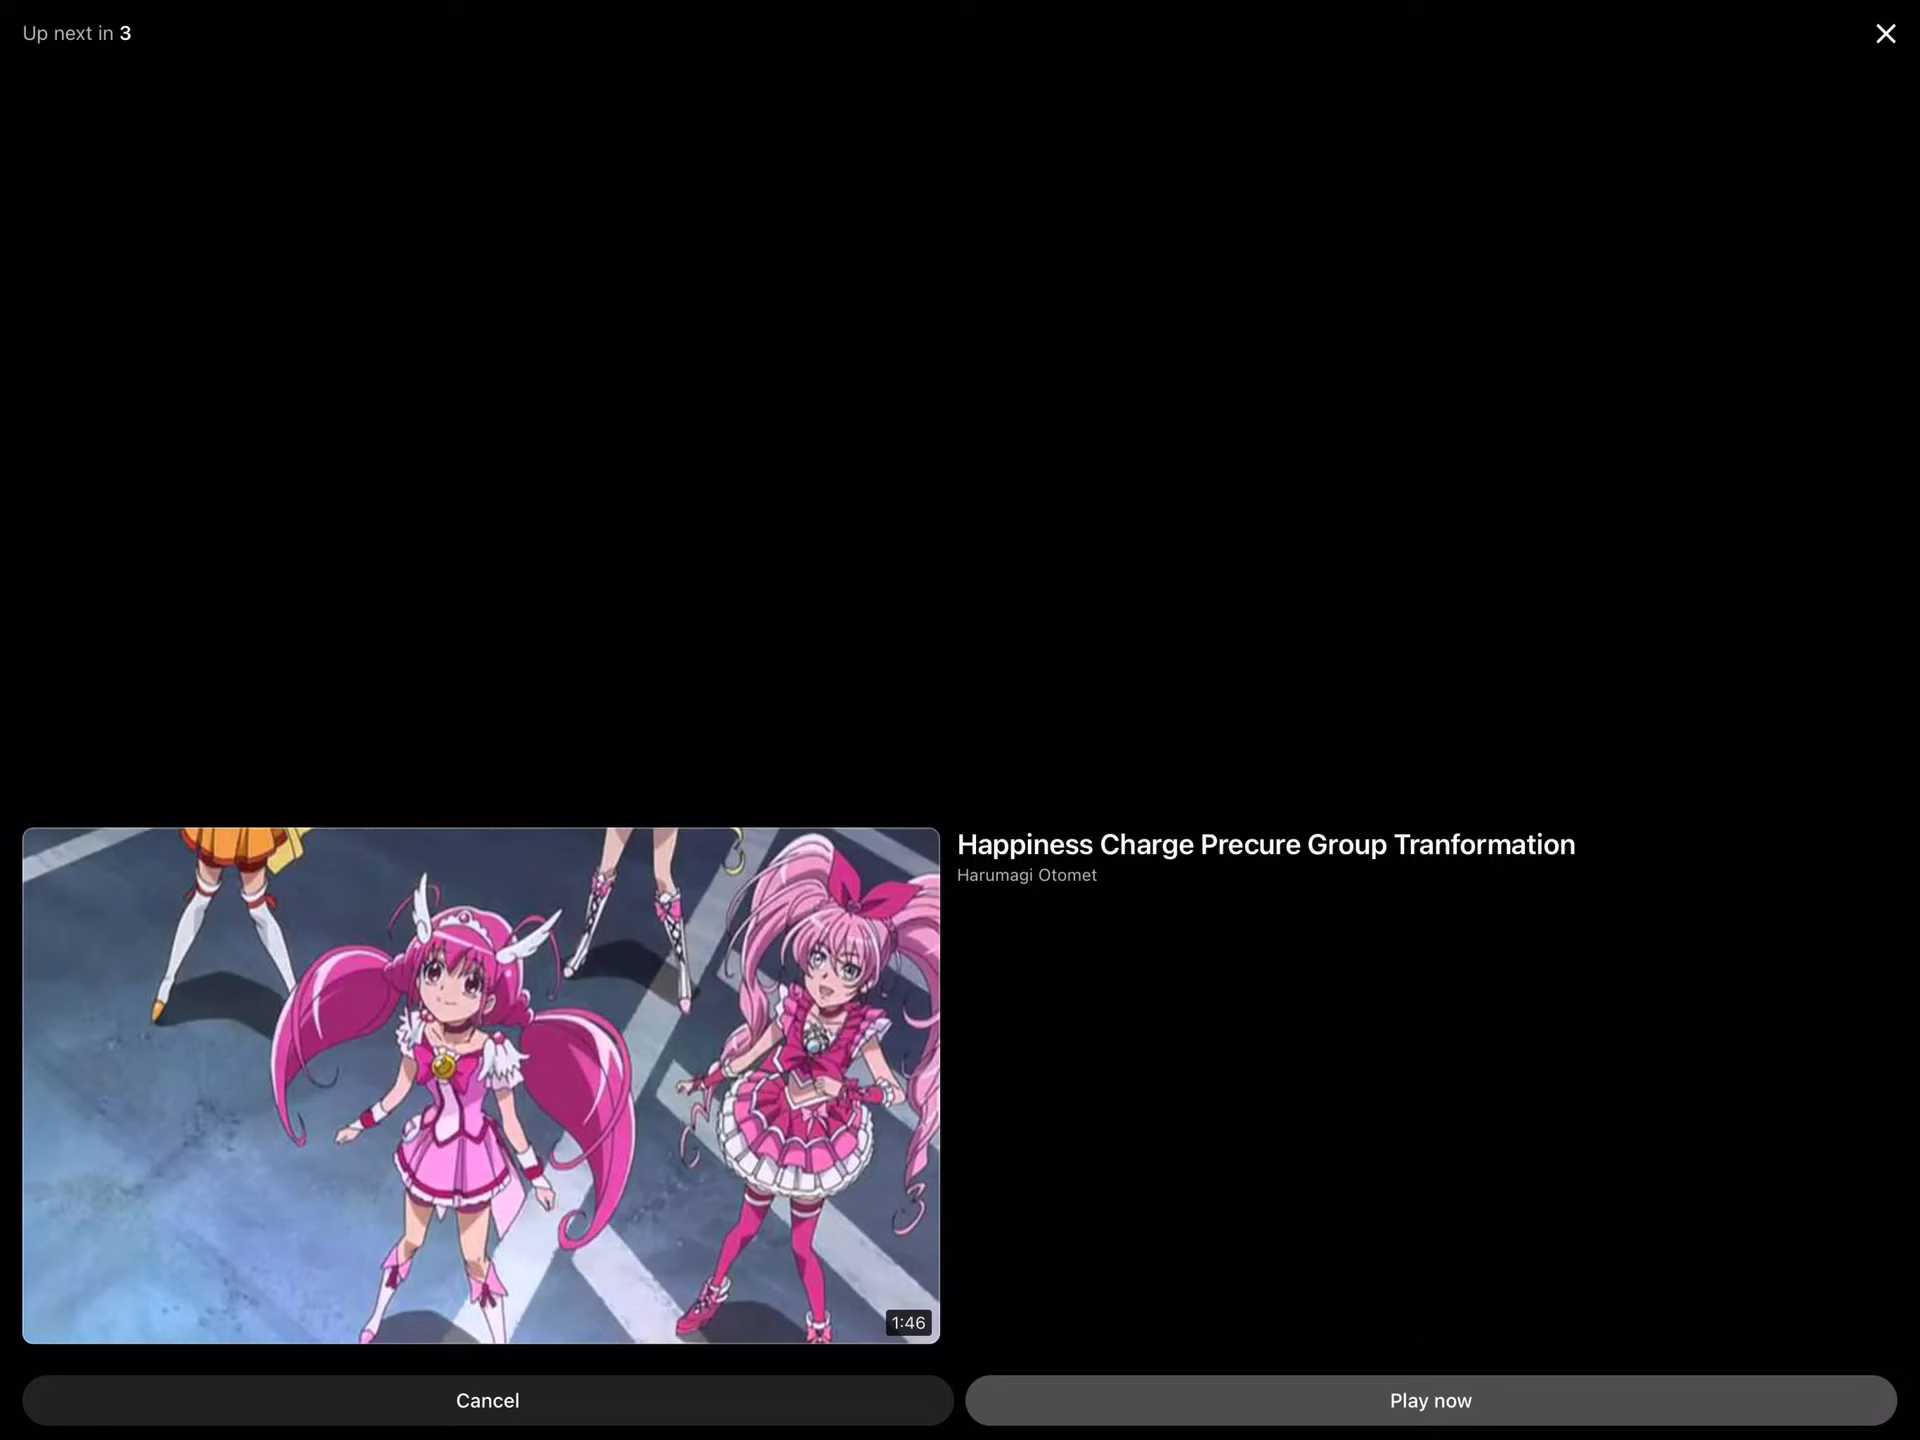 Up next in 3
Happiness Charge Precure Group Tranformation
Harumagi Otomet
1:46
Cancel
Play now